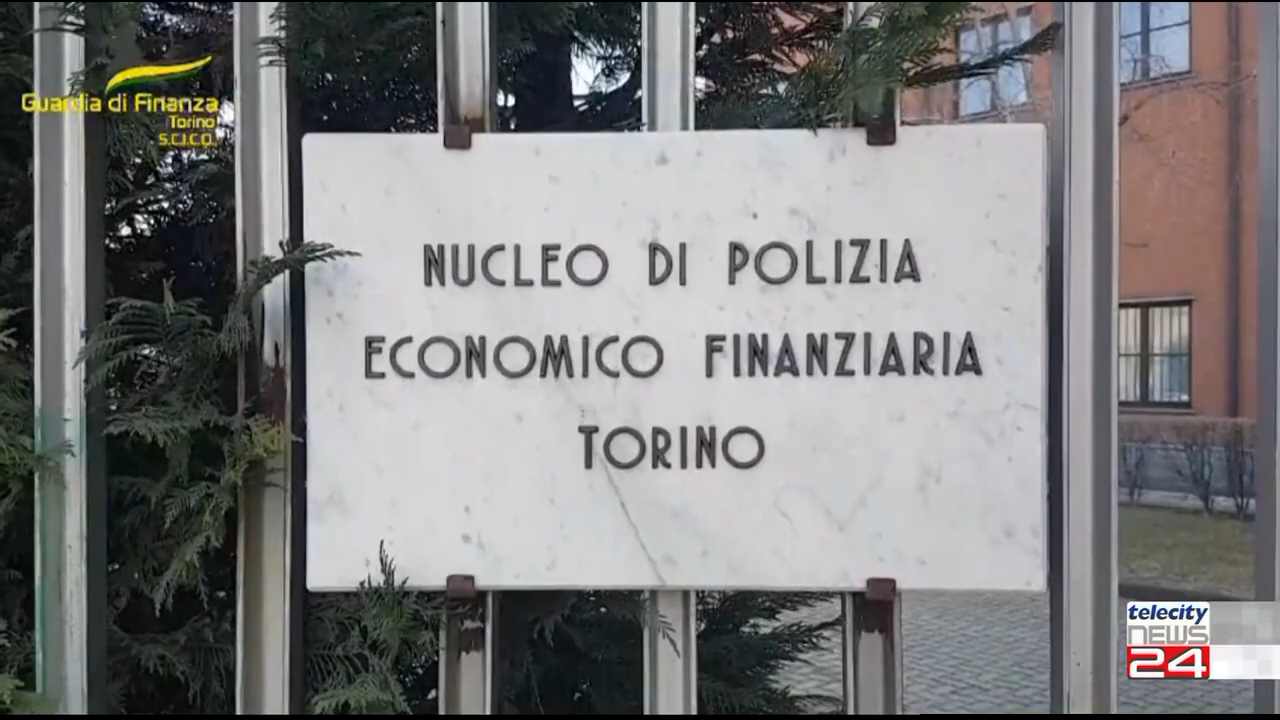 Guardia di Finanza
Torino
S.C.I.C.O.
NUCLEO DI POLIZIA
ECONOMICO FINANZIARIA
TORINO
telecity
NEWS
24